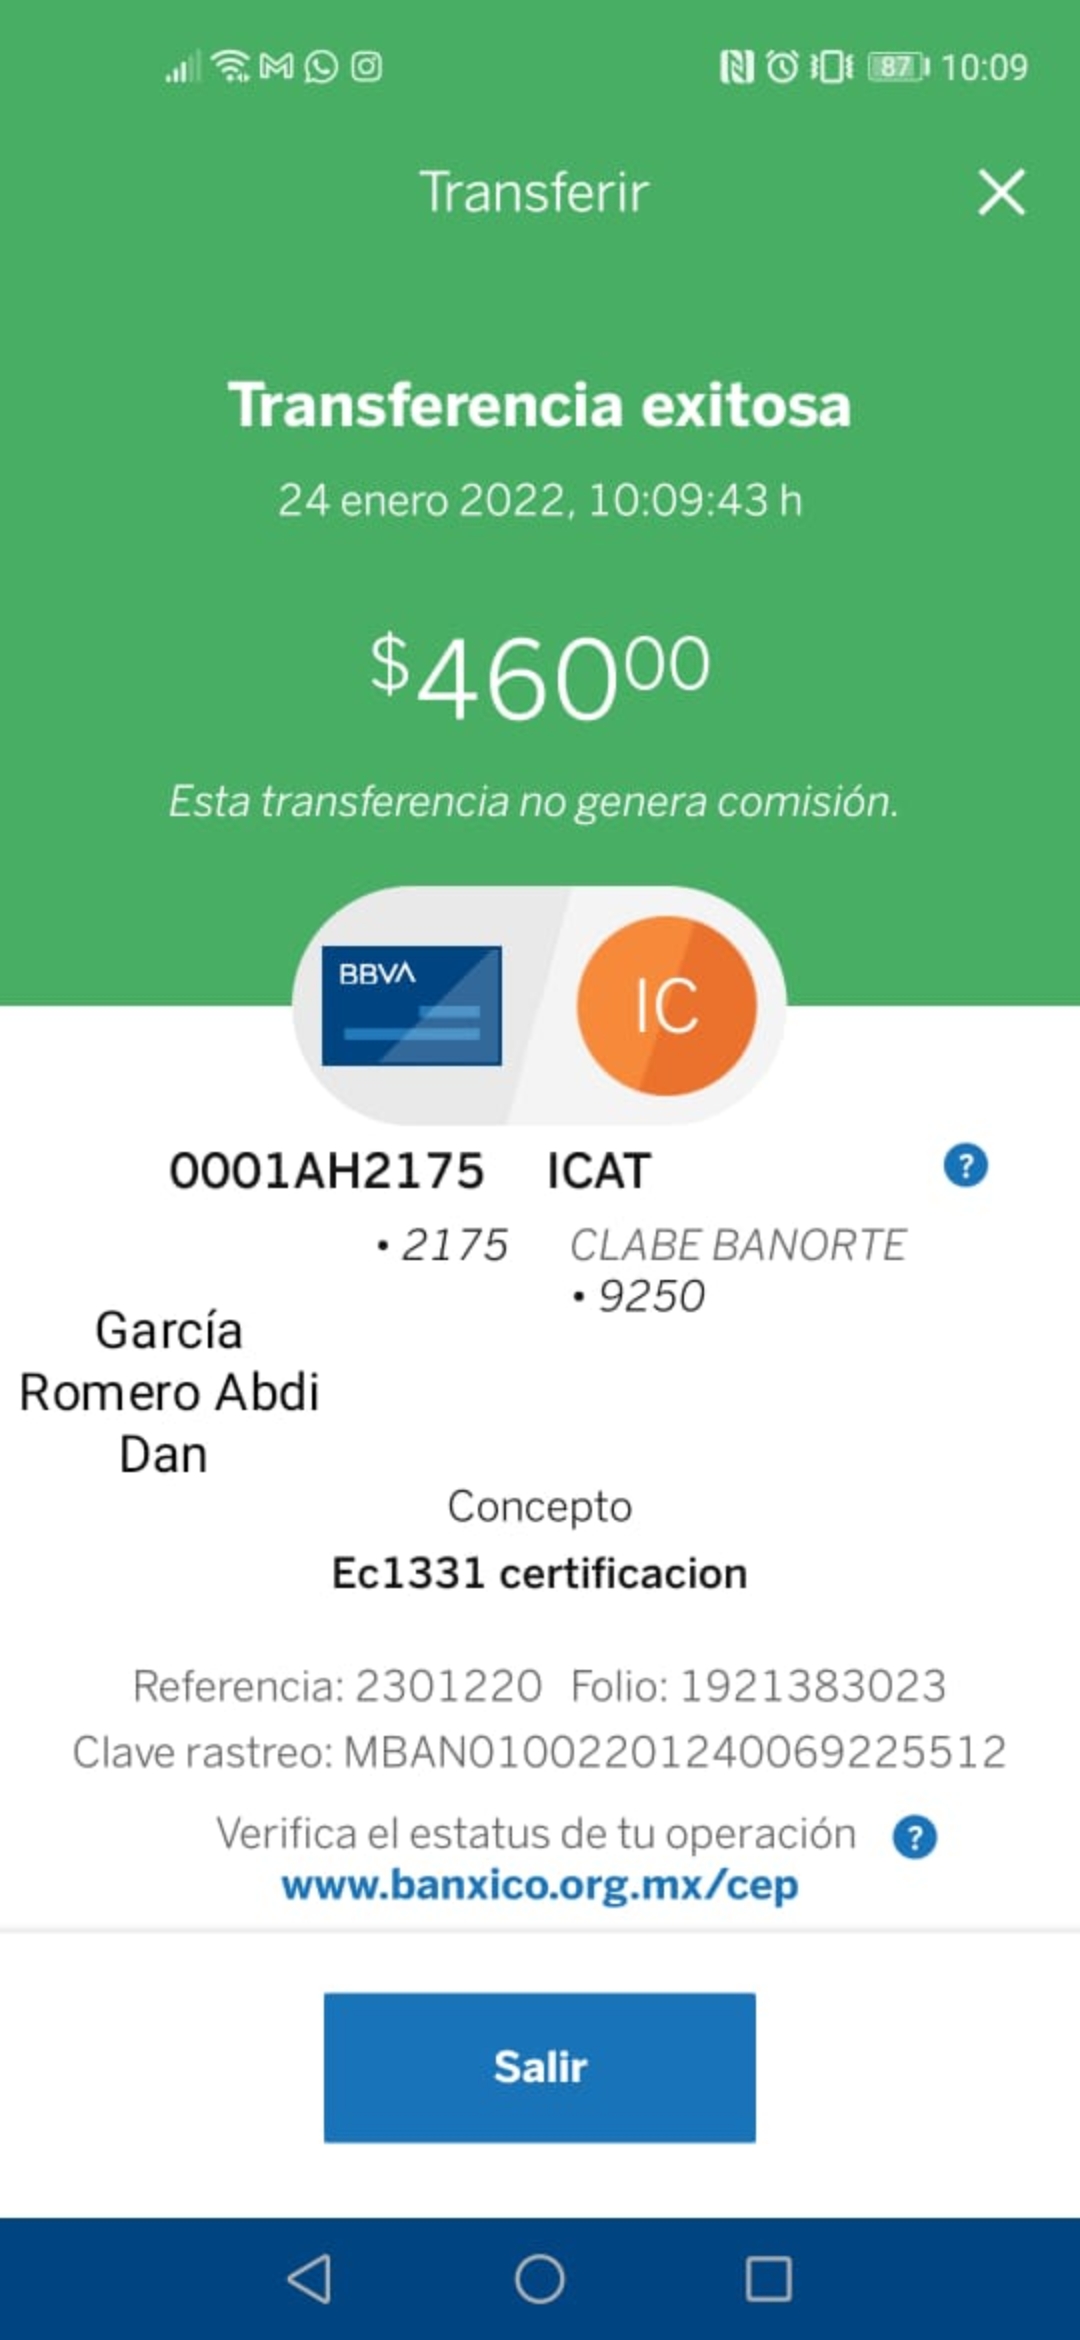 87 10:09
Transferir
Transferencia exitosa
24 enero 2022, 10:09:43 h
$460 00
Esta transferencia no genera comisión.
BBVA IC
0001AH2175 ICAT ?
• 2175 CLABE BANORTE
• 9250
García
Romero Abdi
Dan
Concepto
Ec1331 certificacion
Referencia: 2301220 Folio: 1921383023
Clave rastreo: MBAN01002201240069225512
Verifica el estatus de tu operación ?
www.banxico.org.mx/cep
Salir